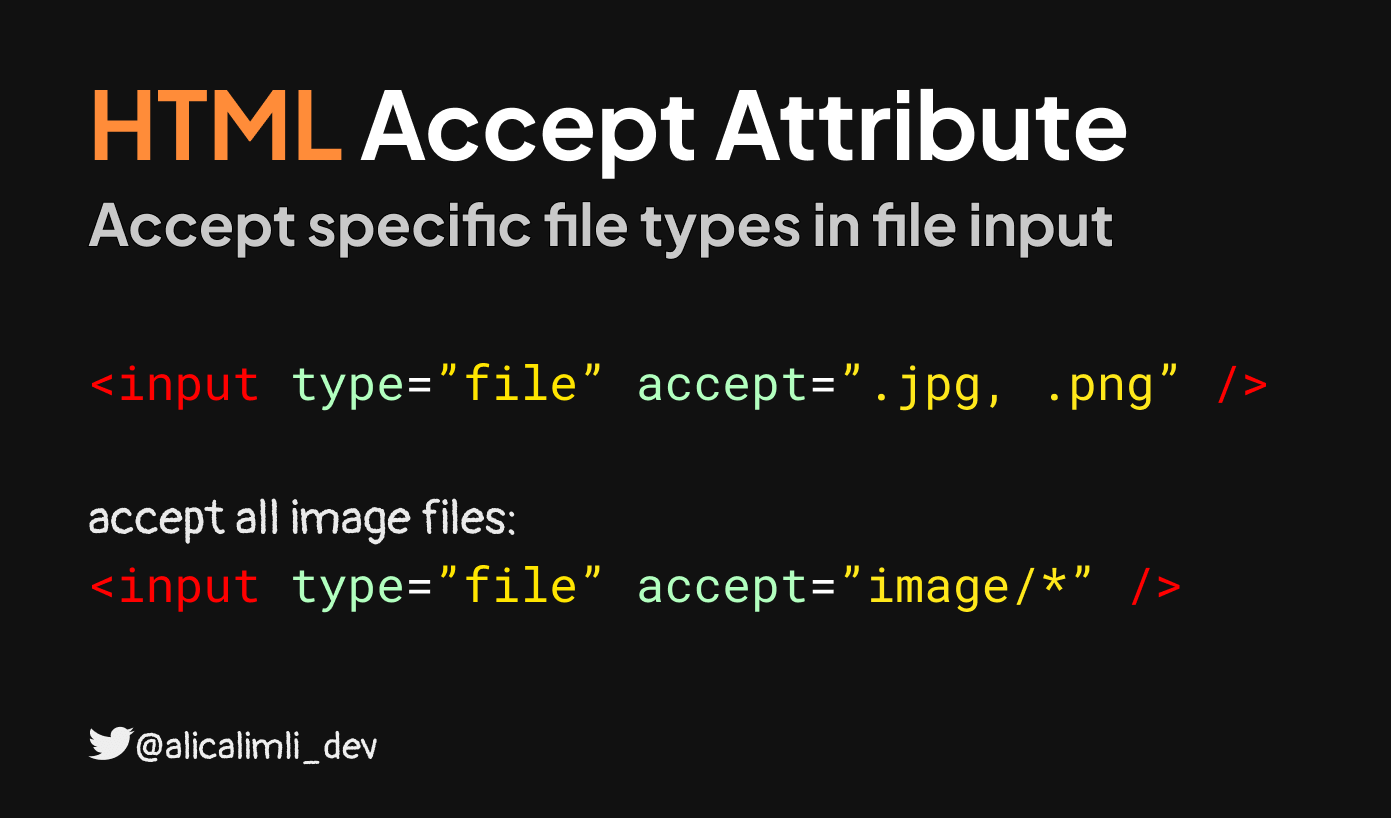 HTML Accept Attribute
Accept specific file types in file input
<input type=”file” accept=”.jpg, .png” />
accept all image files:
<input type=”file” accept=”image/*” />
@alicalimli_dev